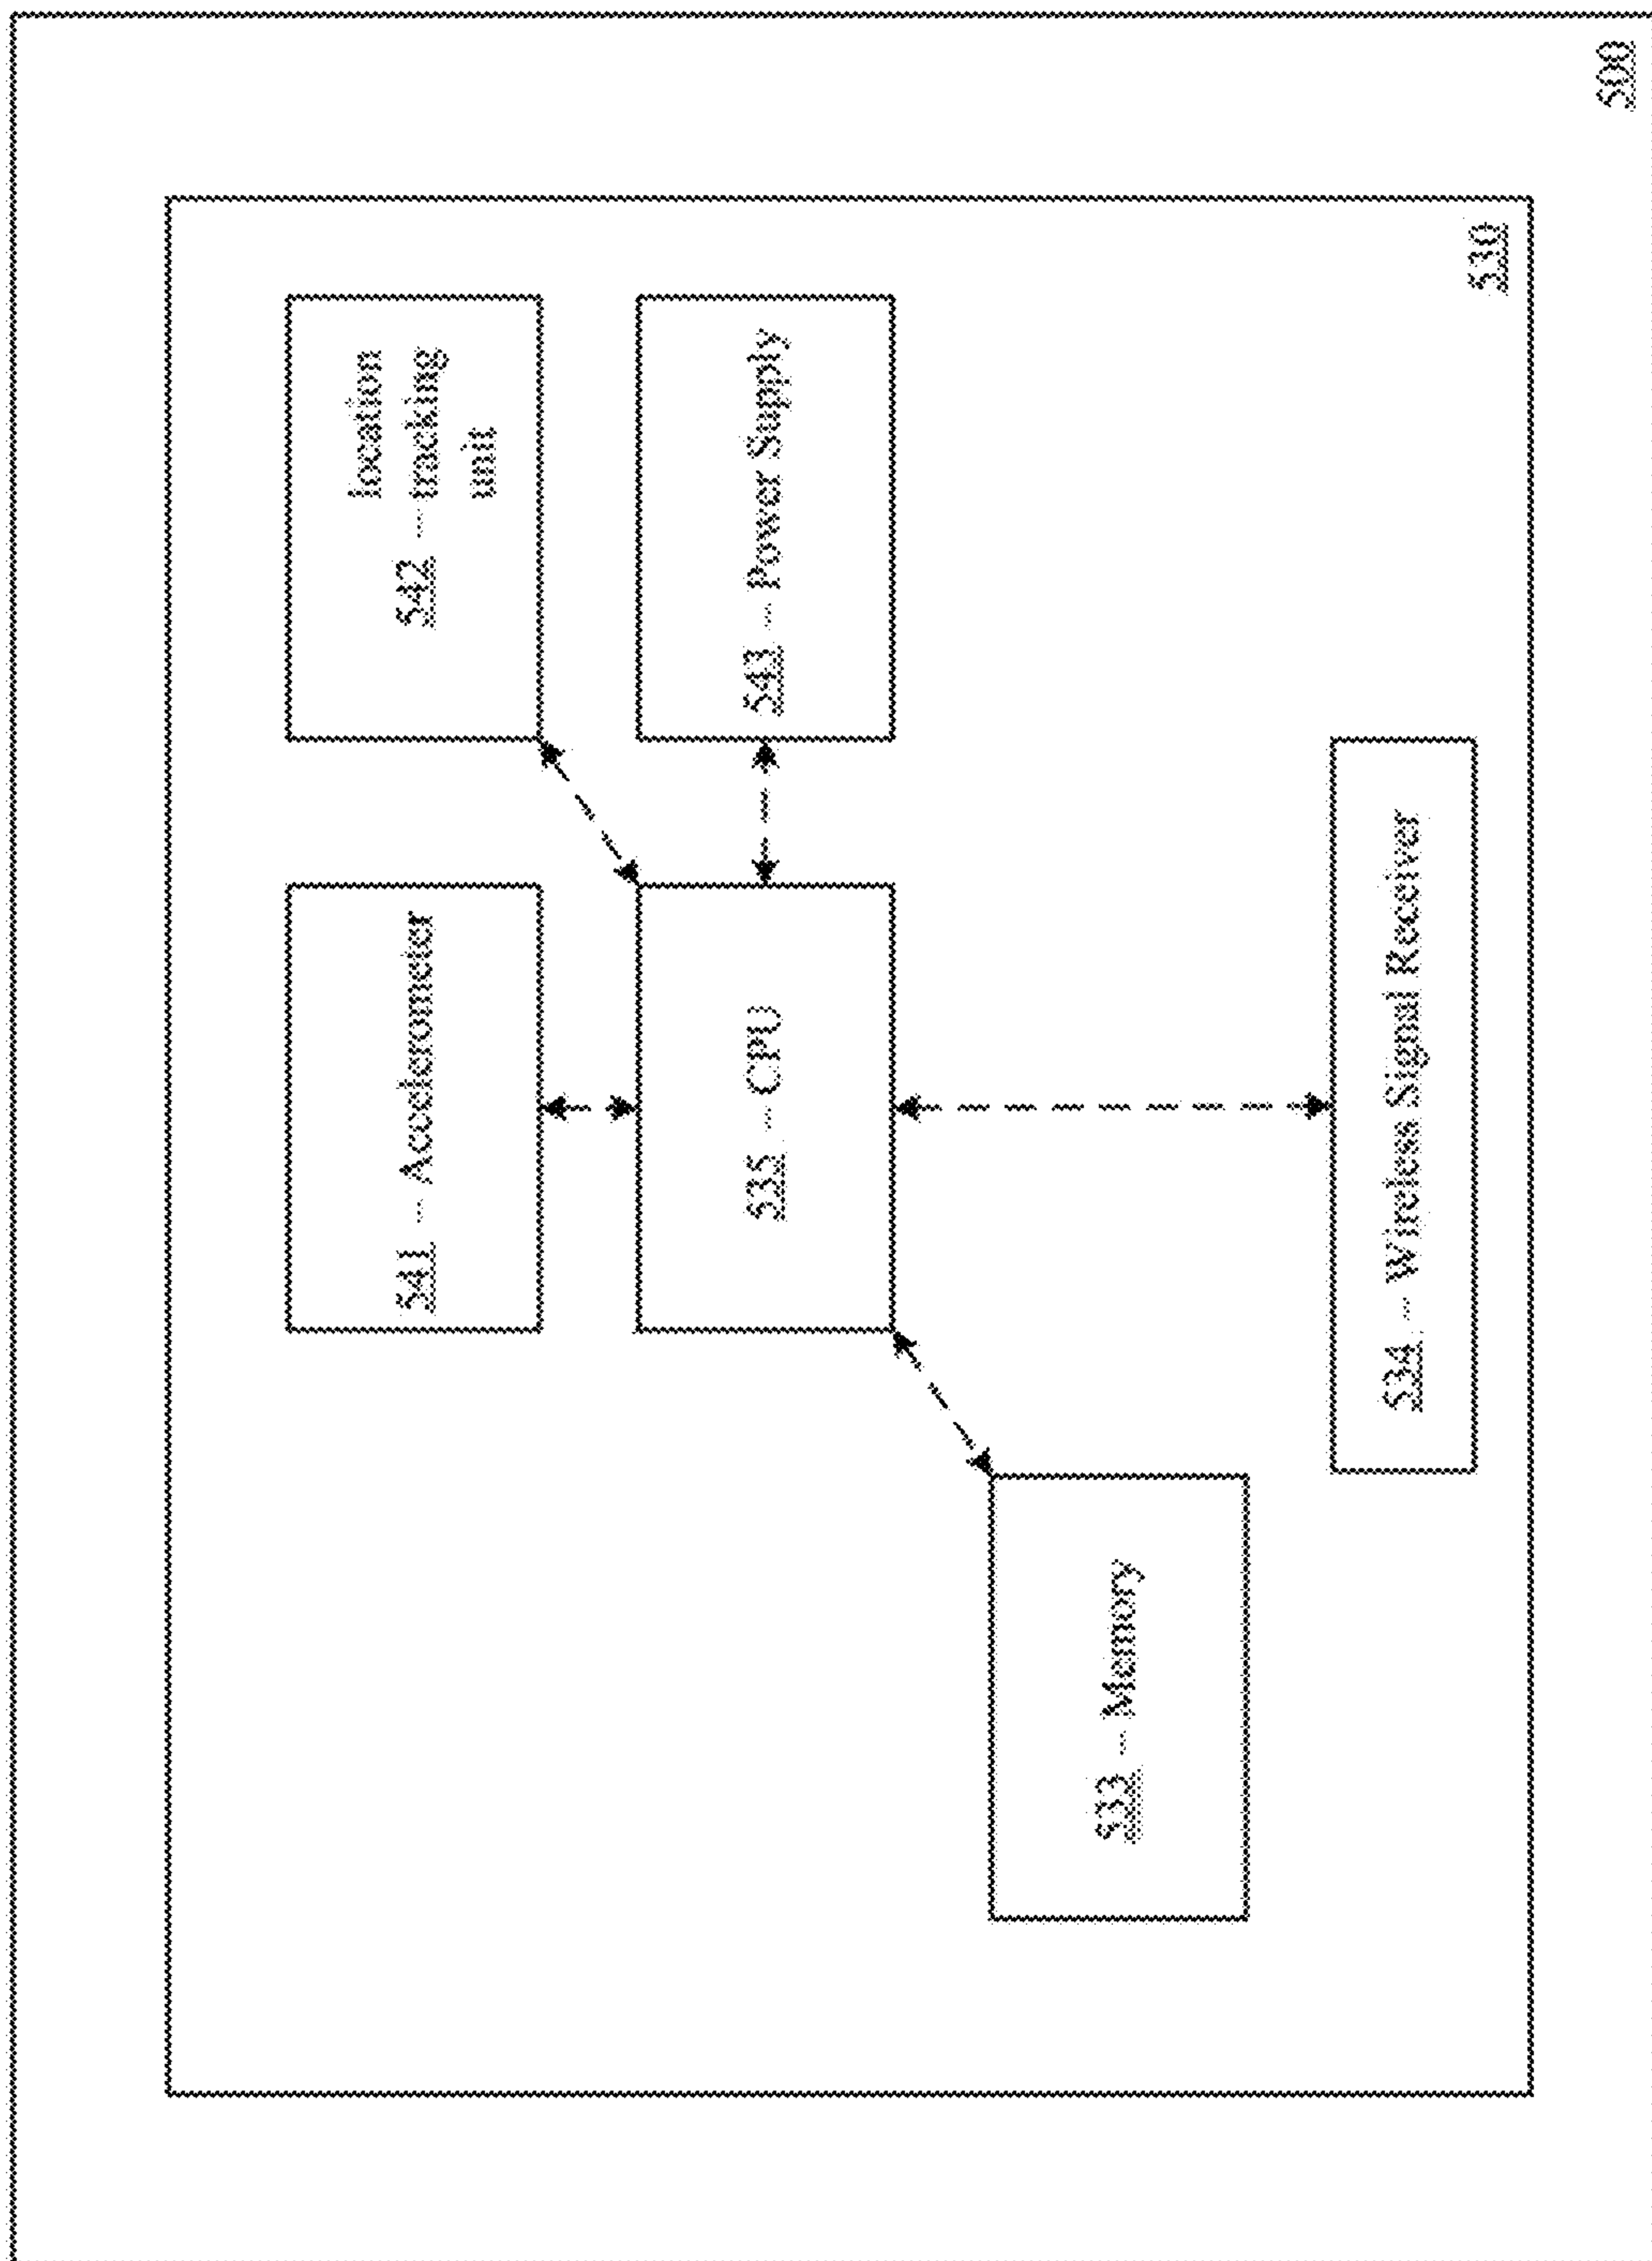 541 – Accelerometer
location
542 – tracking
unit
535 – CPU
543 – Power Supply
533 – Memory
534 – Wireless Signal Receiver
530
500